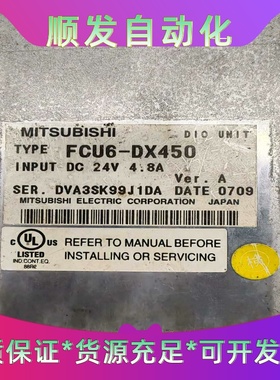 顺发自动化
MITSUBISHI DIO UNIT
TYPE FCU6-DX450
INPUT DC 24V 4.8A
Ver. A
SER. DVA3SK99J1DA DATE 0709
MITSUBISHI ELECTRIC CORPORATION JAPAN
UL
LISTED
IND.CONT.EQ.
REFER TO MANUAL BEFORE
INSTALLING OR SERVICING
质保证*货源充足*可开发